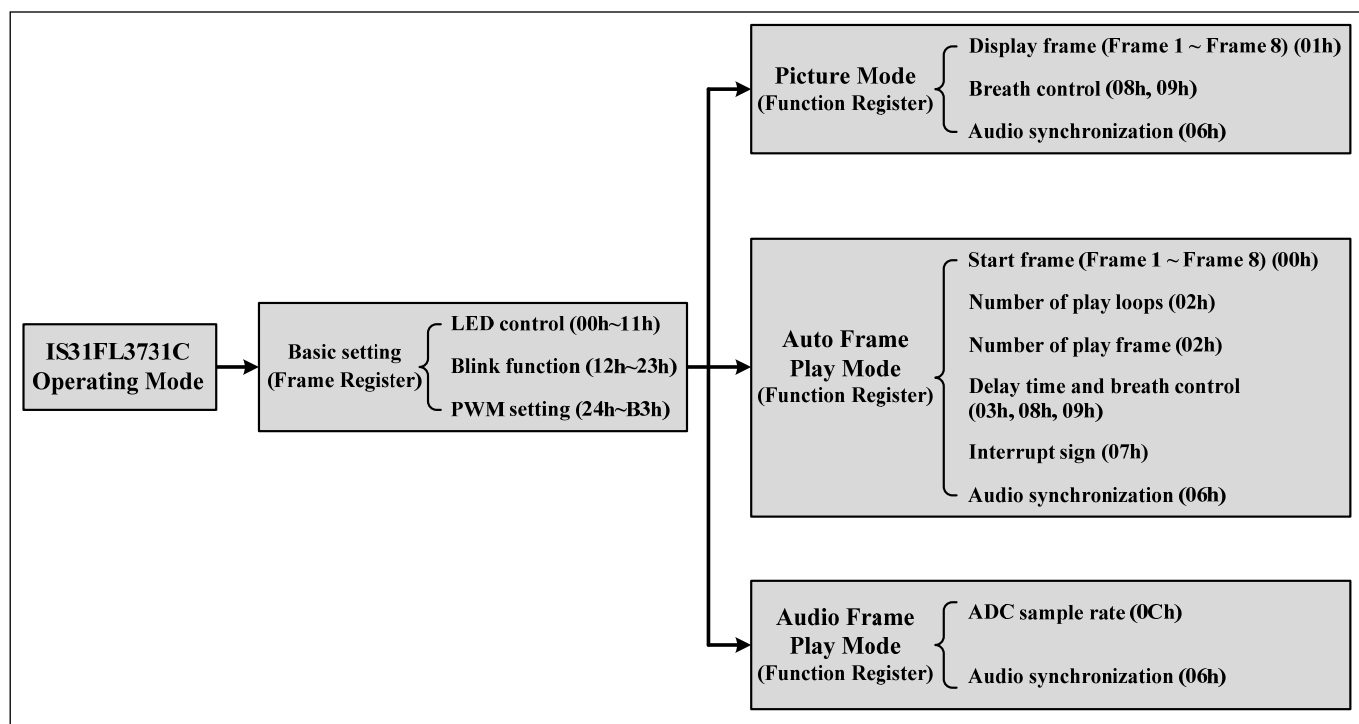 IS31FL3731C
Operating Mode
Basic setting
(Frame Register)
LED control (00h~11h)
Blink function (12h~23h)
PWM setting (24h~B3h)
Picture Mode
(Function Register)
Display frame (Frame 1 ~ Frame 8) (01h)
Breath control (08h, 09h)
Audio synchronization (06h)
Auto Frame
Play Mode
(Function Register)
Start frame (Frame 1 ~ Frame 8) (00h)
Number of play loops (02h)
Number of play frame (02h)
Delay time and breath control
(03h, 08h, 09h)
Interrupt sign (07h)
Audio synchronization (06h)
Audio Frame
Play Mode
(Function Register)
ADC sample rate (0Ch)
Audio synchronization (06h)